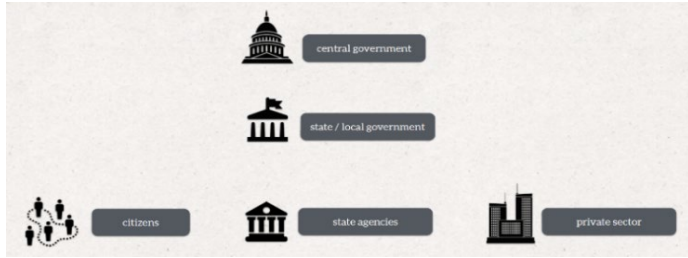 central government
state / local government
citizens
state agencies
private sector